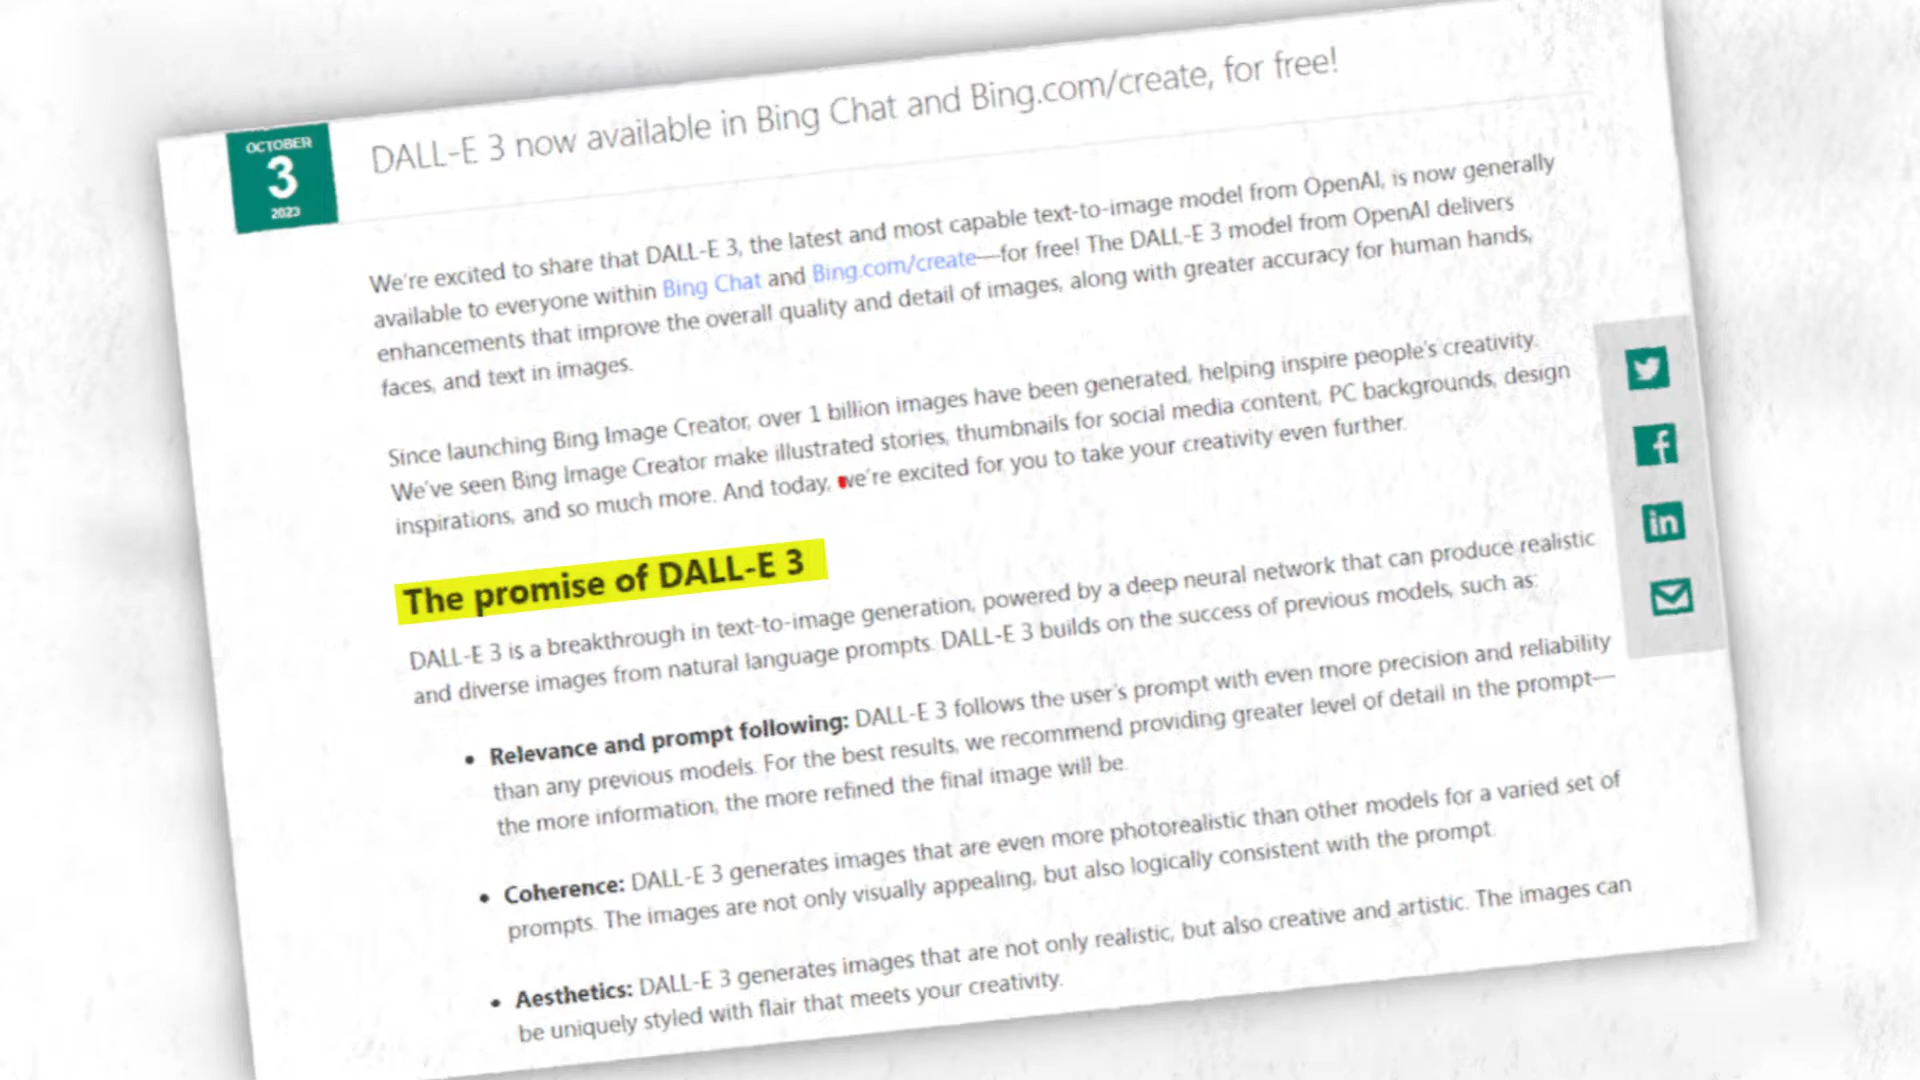 OCTOBER
3
2023
DALL-E 3 now available in Bing Chat and Bing.com/create, for free!
We're excited to share that DALL-E 3, the latest and most capable text-to-image model from OpenAI, is now generally
available to everyone within Bing Chat and Bing.com/create—for free! The DALL-E 3 model from OpenAI delivers
enhancements that improve the overall quality and detail of images, along with greater accuracy for human hands,
faces, and text in images.
Since launching Bing Image Creator, over 1 billion images have been generated, helping inspire people's creativity.
We've seen Bing Image Creator make illustrated stories, thumbnails for social media content, PC backgrounds, design
inspirations, and so much more. And today, we're excited for you to take your creativity even further.
The promise of DALL-E 3
DALL-E 3 is a breakthrough in text-to-image generation, powered by a deep neural network that can produce realistic
and diverse images from natural language prompts. DALL-E 3 builds on the success of previous models, such as:
• Relevance and prompt following: DALL-E 3 follows the user's prompt with even more precision and reliability
than any previous models. For the best results, we recommend providing greater level of detail in the prompt—
the more information, the more refined the final image will be.
• Coherence: DALL-E 3 generates images that are even more photorealistic than other models for a varied set of
prompts. The images are not only visually appealing, but also logically consistent with the prompt.
• Aesthetics: DALL-E 3 generates images that are not only realistic, but also creative and artistic. The images can
be uniquely styled with flair that meets your creativity.
f
in